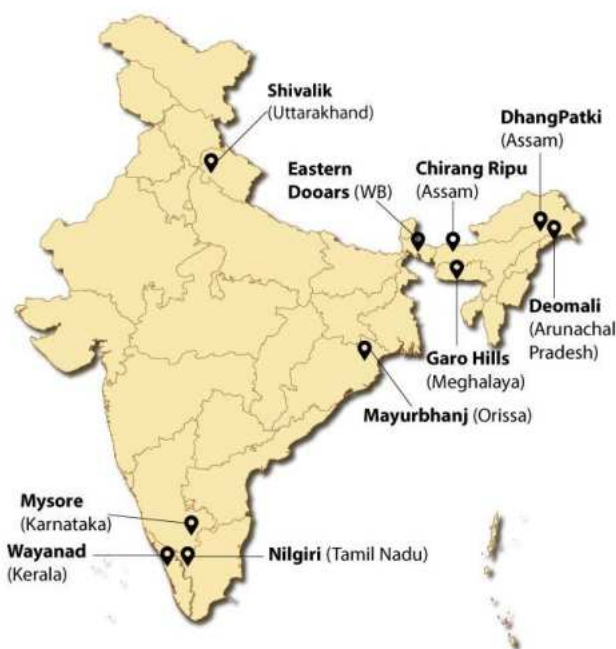 Shivalik
(Uttarakhand)
DhangPatki
(Assam)
Eastern
Dooars (WB)
Chirang Ripu
(Assam)
Deomali
(Arunachal
Pradesh)
Garo Hills
(Meghalaya)
Mayurbhanj (Orissa)
Mysore
(Karnataka)
Wayanad
(Kerala)
Nilgiri (Tamil Nadu)